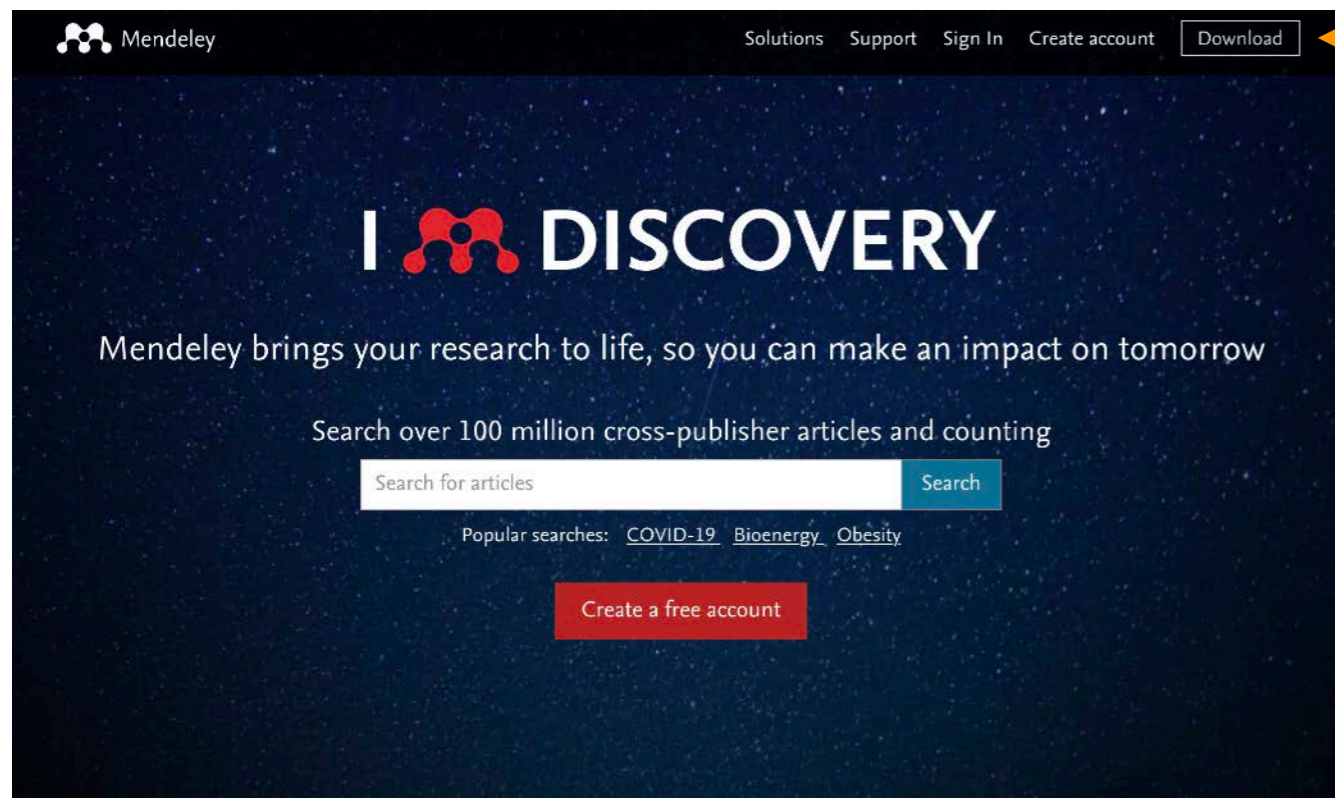 Mendeley
Solutions Support Sign In Create account Download
I DISCOVERY
Mendeley brings your research to life, so you can make an impact on tomorrow
Search over 100 million cross-publisher articles and counting
Search for articles Search
Popular searches: COVID-19 Bioenergy Obesity
Create a free account